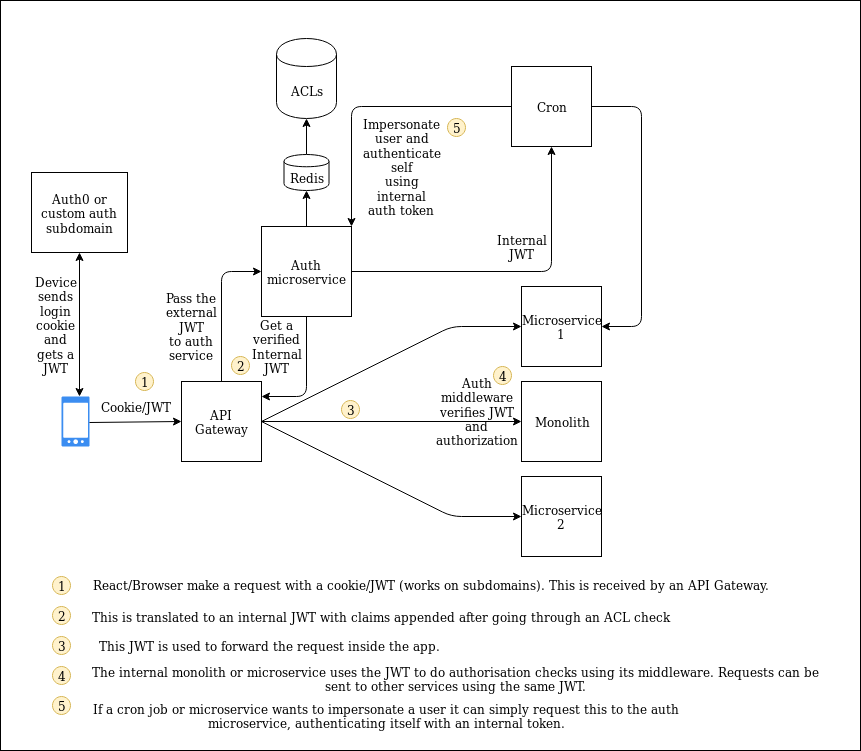 ACLs
Cron
Impersonate
user and
authenticate
self
using
internal
auth token
5
Redis
Auth0 or
custom auth
subdomain
Internal
JWT
Auth
microservice
Device
sends
login
cookie
and
gets a
JWT
Pass the
external
JWT
to auth
service
Get a
verified
Internal
JWT
2
Microservice
1
1
Cookie/JWT
API
Gateway
3
4
Auth
middleware
verifies JWT
and
authorization
Monolith
Microservice
2
1 React/Browser make a request with a cookie/JWT (works on subdomains). This is received by an API Gateway.
2 This is translated to an internal JWT with claims appended after going through an ACL check
3 This JWT is used to forward the request inside the app.
4 The internal monolith or microservice uses the JWT to do authorisation checks using its middleware. Requests can be
sent to other services using the same JWT.
5 If a cron job or microservice wants to impersonate a user it can simply request this to the auth
microservice, authenticating itself with an internal token.